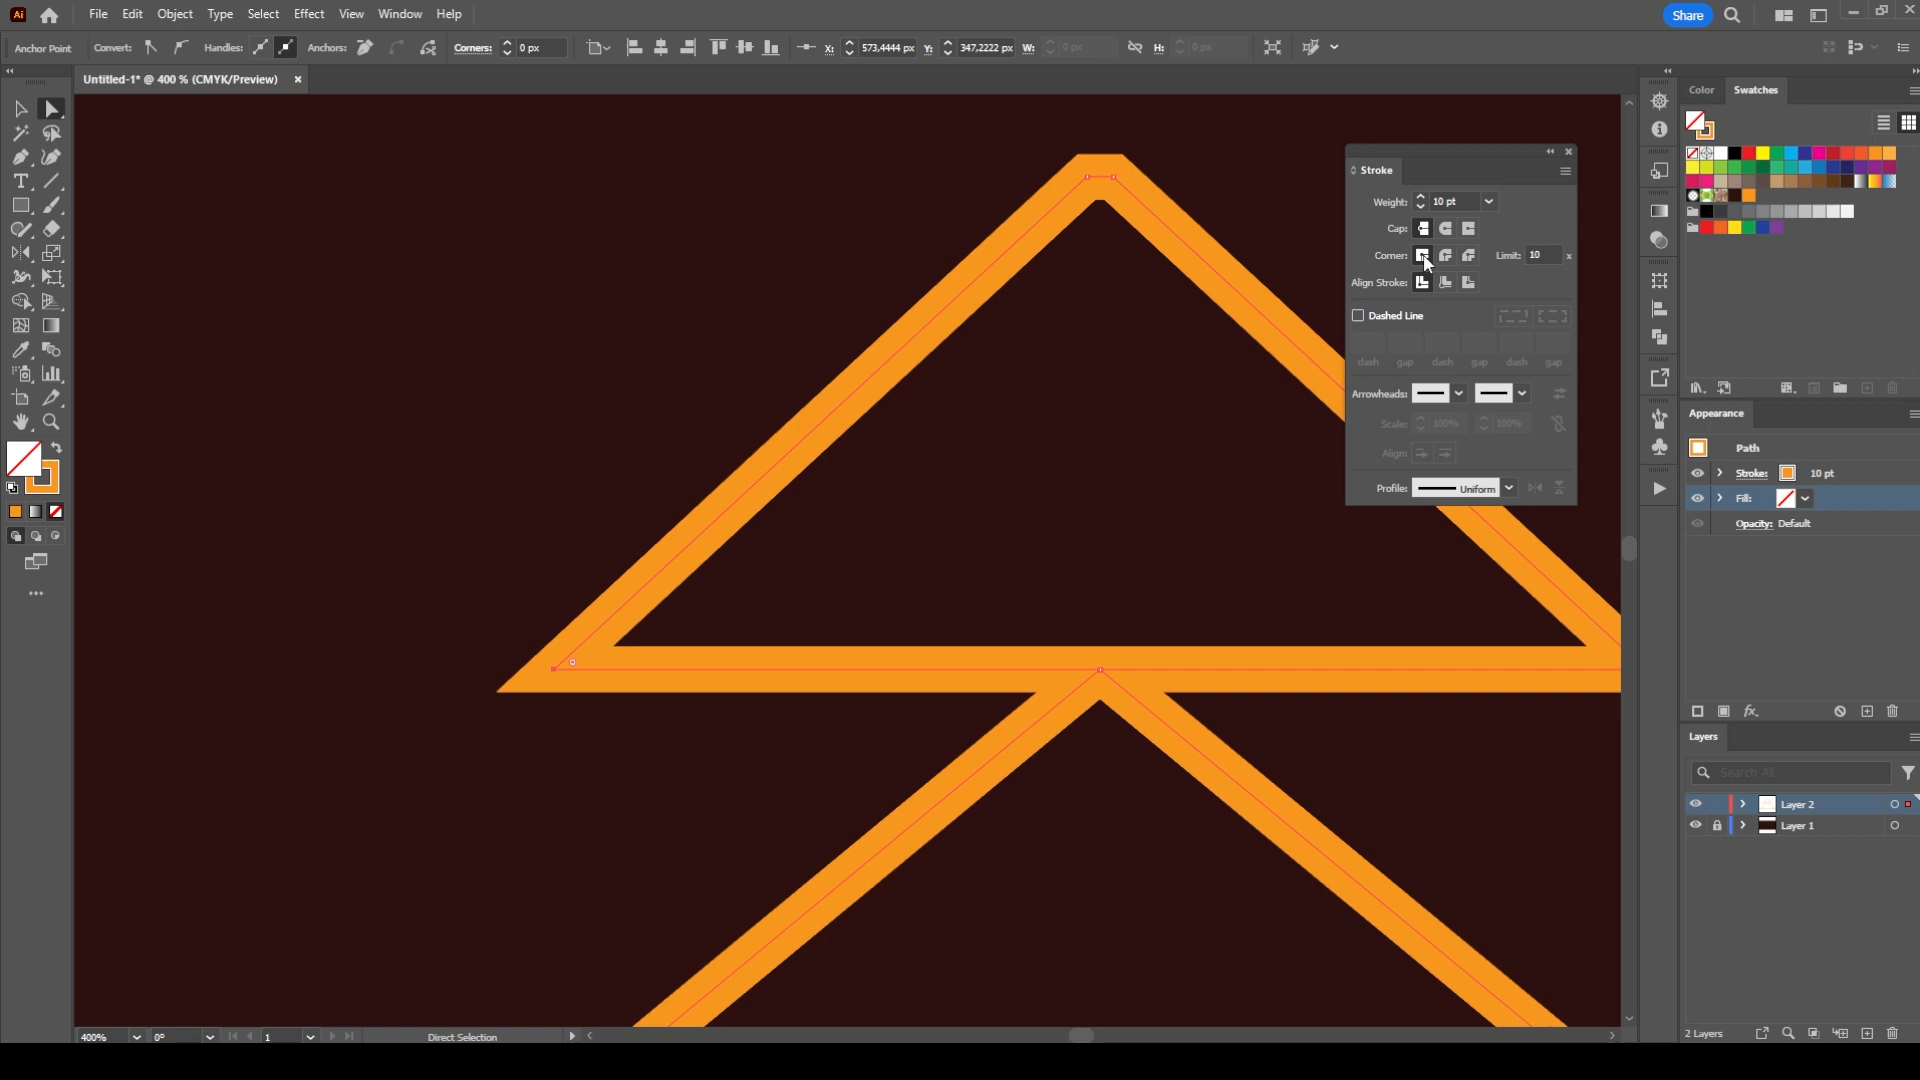 Ai File Edit Object Type Select Effect View Window Help Share
Anchor Point Convert: Handles: Anchors: Corners: 0 px X: 573,4444 px Y: 347,2222 px W: 0 px H: 0 px
Untitled-1* @ 400 % (CMYK/Preview) ×
Color Swatches
Stroke
Weight: 10 pt
Cap:
Corner: Limit: 10 x
Align Stroke:
Dashed Line
dash gap dash gap dash gap
Arrowheads:
Scale: 100% 100%
Align:
Profile: Uniform
Appearance
Path
Stroke: 10 pt
Fill:
Opacity: Default
fx
Layers
Search All
Layer 2
Layer 1
2 Layers
400% 0° 1 Direct Selection